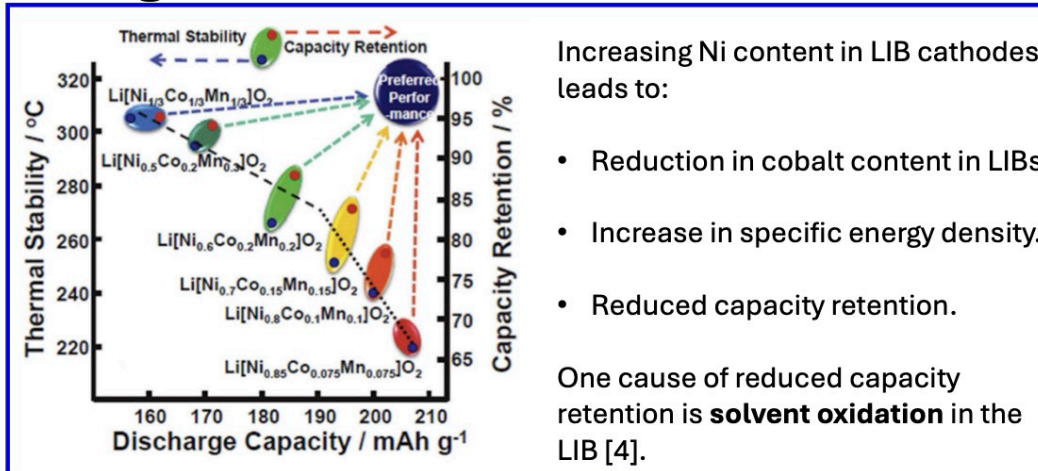 Thermal Stability
Capacity Retention
Preferred
Perfor
-mance
320
300
280
260
240
220
Thermal Stability / °C
100
95
90
85
80
75
70
65
Capacity Retention / %
Li[Ni1/3Co1/3Mn1/3]O2
Li[Ni0.5Co0.2Mn0.3]O2
Li[Ni0.6Co0.2Mn0.2]O2
Li[Ni0.7Co0.15Mn0.15]O2
Li[Ni0.8Co0.1Mn0.1]O2
Li[Ni0.85Co0.075Mn0.075]O2
160 170 180 190 200 210
Discharge Capacity / mAh g-1
Increasing Ni content in LIB cathodes
leads to:
• Reduction in cobalt content in LIBs
• Increase in specific energy density.
• Reduced capacity retention.
One cause of reduced capacity
retention is solvent oxidation in the
LIB [4].